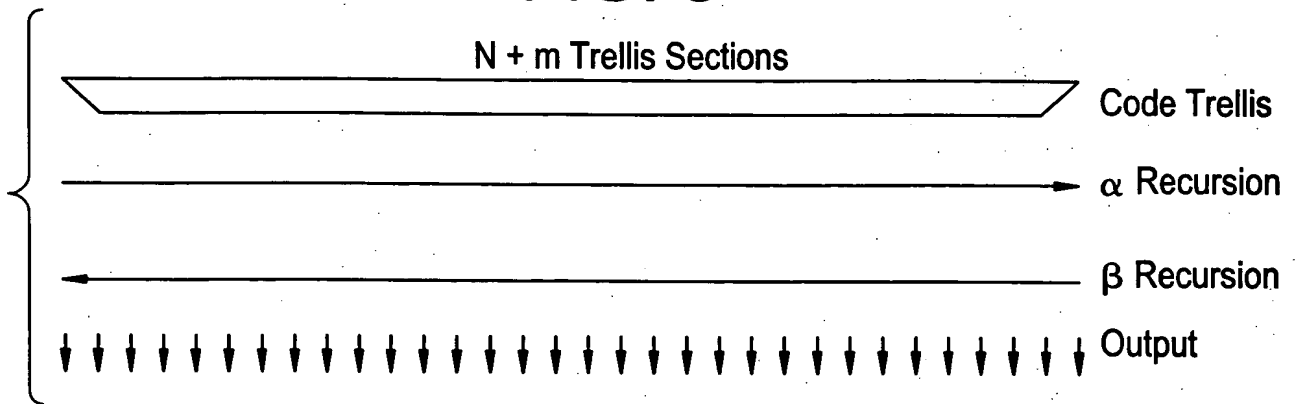 N + m Trellis Sections
Code Trellis
α Recursion
β Recursion
Output